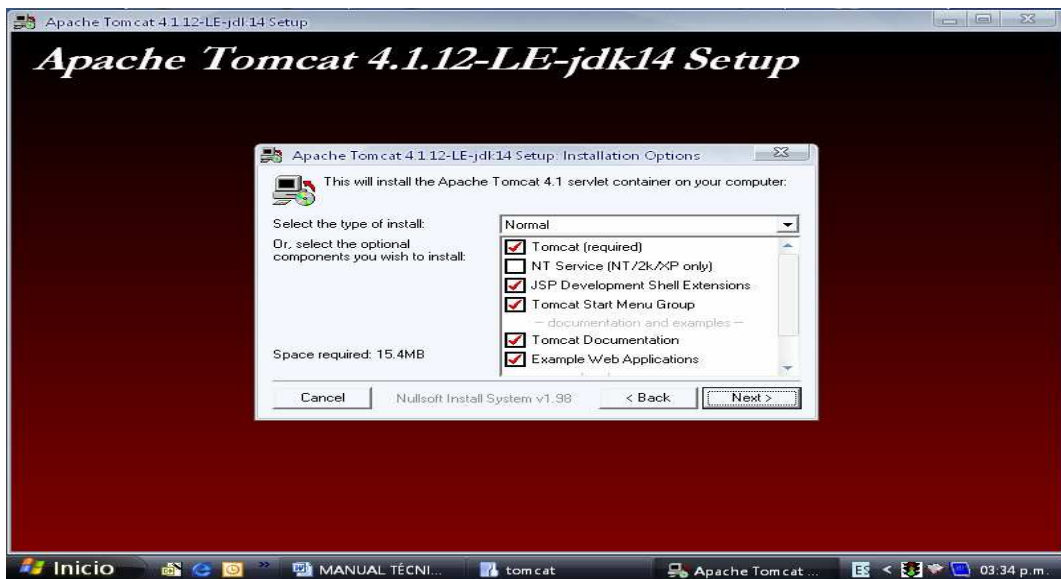 Apache Tomcat 4.1.12-LE-jdk14 Setup
Apache Tomcat 4.1.12-LE-jdk14 Setup
Apache Tomcat 4.1.12-LE-jdk14 Setup: Installation Options
This will install the Apache Tomcat 4.1 servlet container on your computer:
Select the type of install:
Normal
Or, select the optional
components you wish to install:
Tomcat (required)
NT Service (NT/2k/XP only)
JSP Development Shell Extensions
Tomcat Start Menu Group
– documentation and examples –
Tomcat Documentation
Example Web Applications
Space required: 15.4MB
Cancel
Nullsoft Install System v1.98
< Back
Next >
Inicio
»
MANUAL TÉCNI...
tomcat
Apache Tomcat ...
ES
<
03:34 p.m.